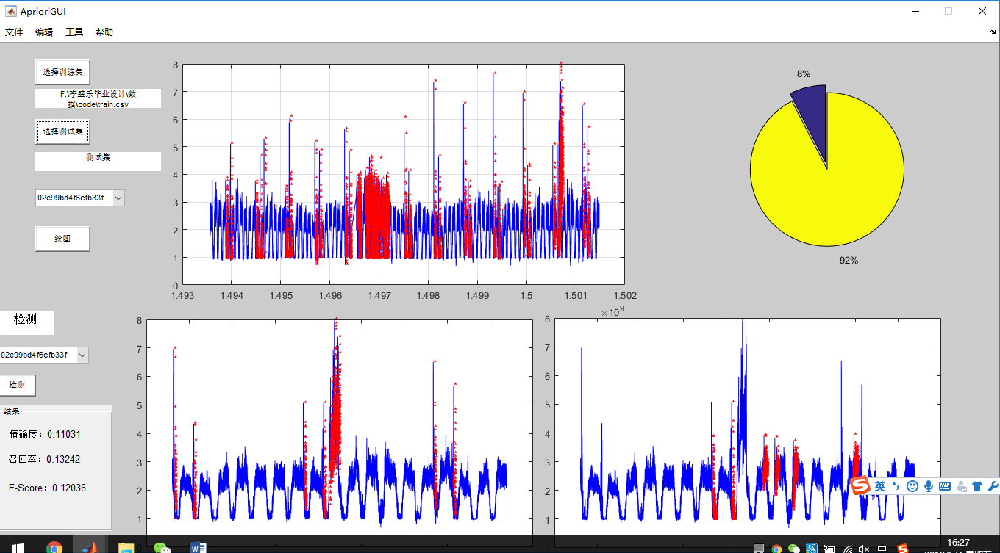 AprioriGUI
文件 编辑 工具 帮助
选择训练集
F:\李盛乐毕业设计\数
据\code\train.csv
选择测试集
测试集
02e99bd4f6cfb33f
绘图
8
7
6
5
4
3
2
1
0
1.493 1.494 1.495 1.496 1.497 1.498 1.499 1.5 1.501 1.502
×10^9
8%
92%
检测
02e99bd4f6cfb33f
检测
结果
精确度：0.11031
召回率：0.13242
F-Score：0.12036
8
7
6
5
4
3
2
1
8
7
6
5
4
3
2
1
英
中
16:27